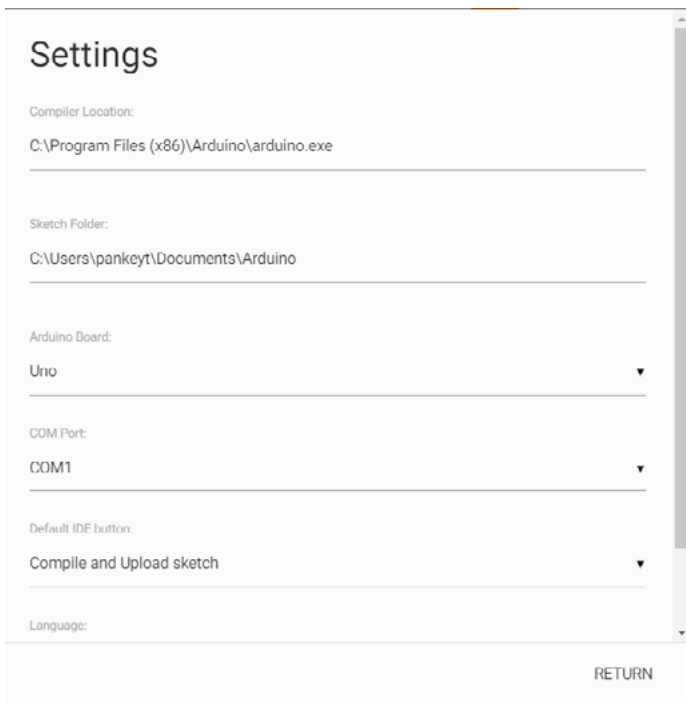 Settings
Compiler Location:
C:\Program Files (x86)\Arduino\arduino.exe
Sketch Folder:
C:\Users\pankeyt\Documents\Arduino
Arduino Board:
Uno
COM Port:
COM1
Default IDE button:
Compile and Upload sketch
Language:
RETURN